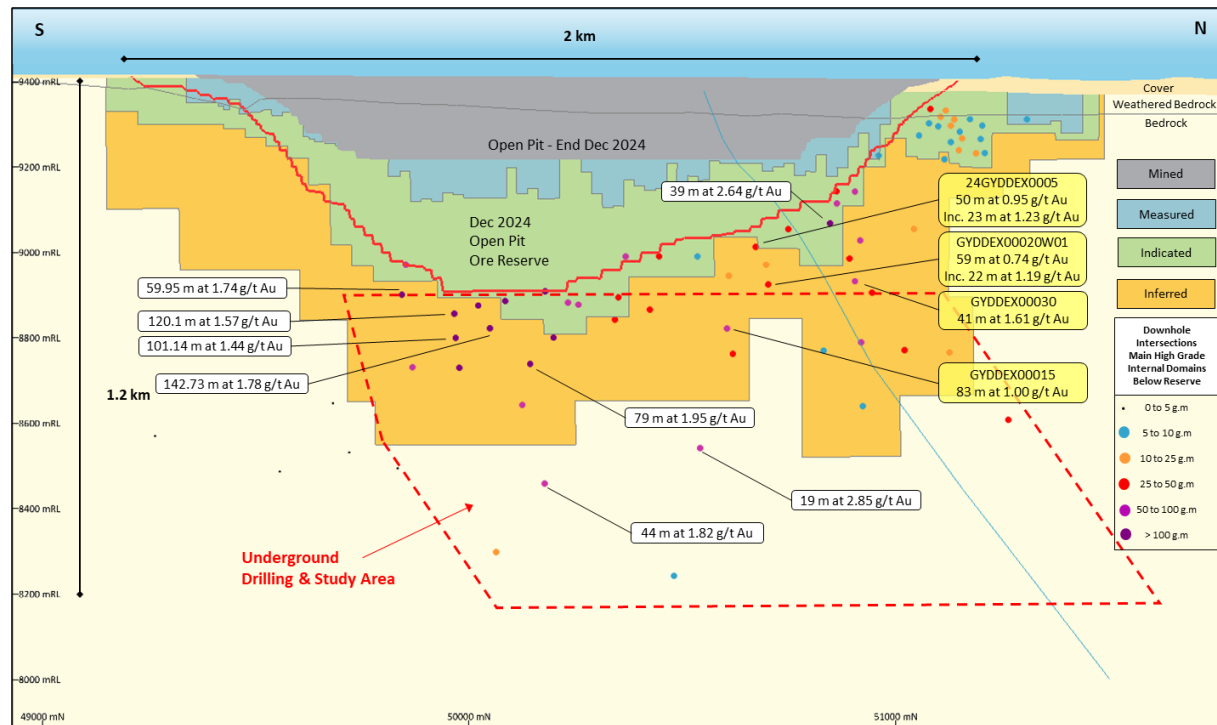 S
N
2 km
9400 mRL
Cover
Weathered Bedrock
Bedrock
Open Pit - End Dec 2024
9200 mRL
Mined
39 m at 2.64 g/t Au
24GYDDEX0005
50 m at 0.95 g/t Au
Inc. 23 m at 1.23 g/t Au
Measured
Dec 2024
Open Pit
Ore Reserve
9000 mRL
GYDDEX00020W01
59 m at 0.74 g/t Au
Inc. 22 m at 1.19 g/t Au
Indicated
59.95 m at 1.74 g/t Au
GYDDEX00030
41 m at 1.61 g/t Au
Inferred
120.1 m at 1.57 g/t Au
8800 mRL
101.14 m at 1.44 g/t Au
142.73 m at 1.78 g/t Au
GYDDEX00015
83 m at 1.00 g/t Au
1.2 km
79 m at 1.95 g/t Au
Downhole
Intersections
Main High Grade
Internal Domains
Below Reserve
0 to 5 g.m
5 to 10 g.m
10 to 25 g.m
25 to 50 g.m
50 to 100 g.m
> 100 g.m
8600 mRL
19 m at 2.85 g/t Au
44 m at 1.82 g/t Au
8400 mRL
Underground
Drilling & Study Area
8200 mRL
8000 mRL
49000 mN
50000 mN
51000 mN